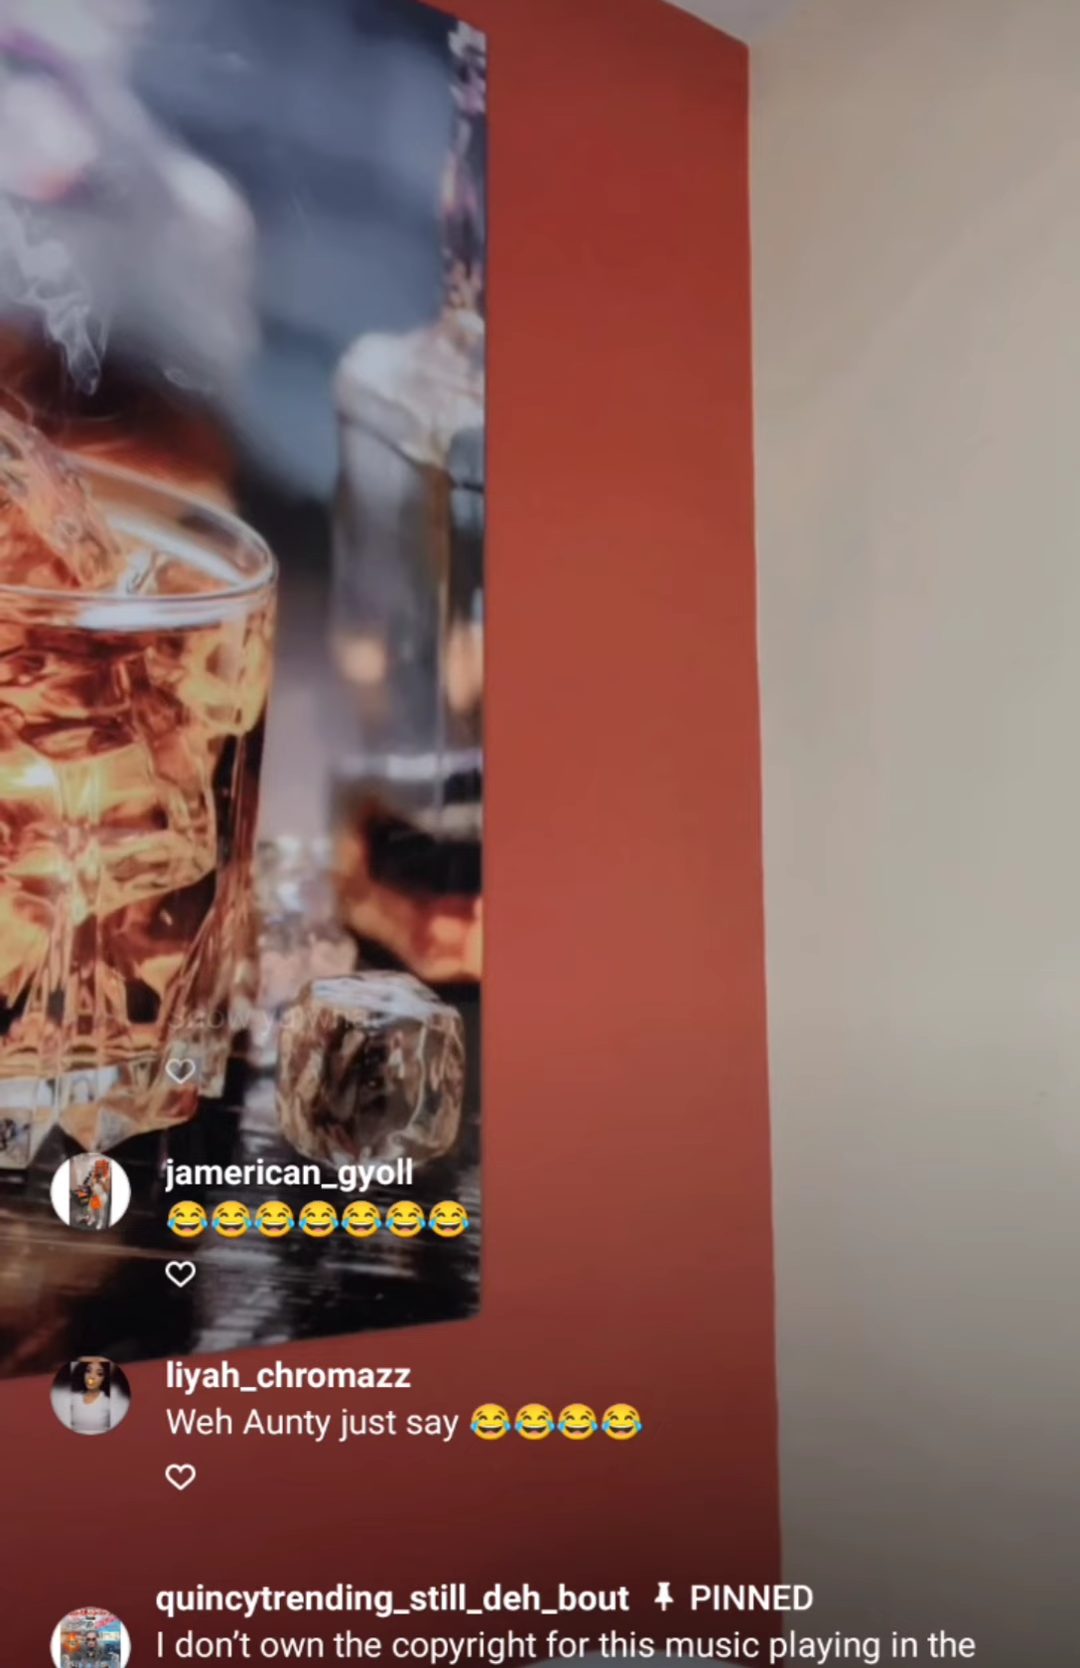 jamerican_gyoll
😂😂😂😂😂😂😂
liyah_chromazz
Weh Aunty just say 😂😂😂😂
quincytrending_still_deh_bout PINNED
I don't own the copyright for this music playing in the